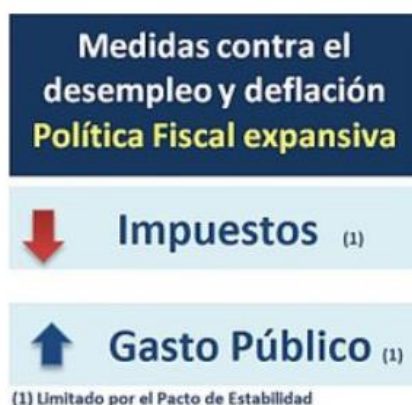 Medidas contra el
desempleo y deflación
Política Fiscal expansiva
Impuestos (1)
Gasto Público (1)
(1) Limitado por el Pacto de Estabilidad